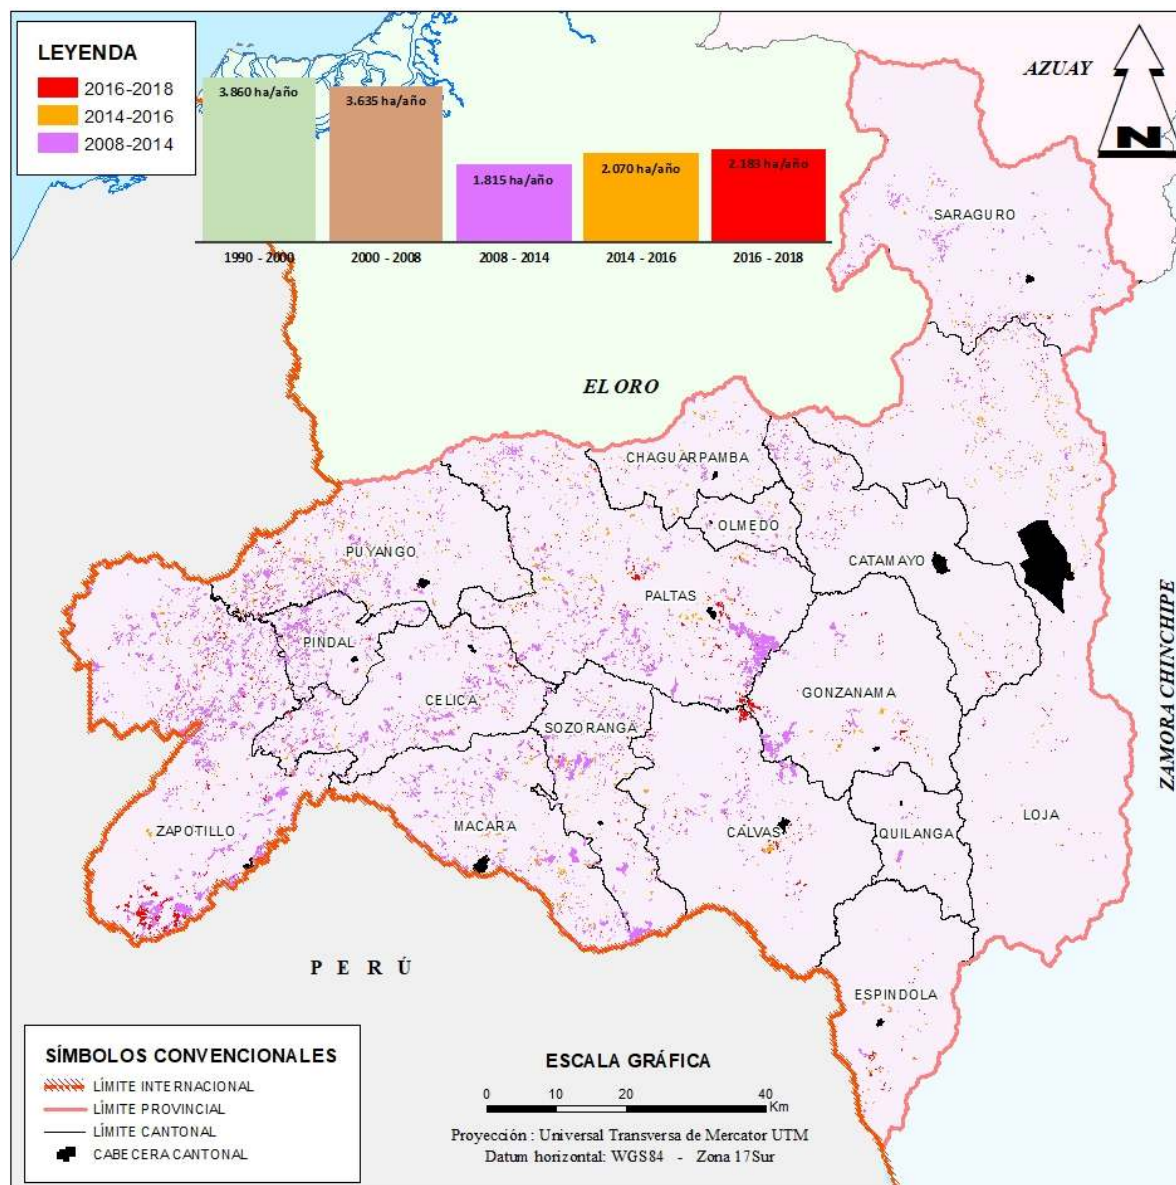 LEYENDA
2016-2018
2014-2016
2008-2014
3.860 ha/año
3.635 ha/año
1.815 ha/año
2.070 ha/año
2.183 ha/año
1990 - 2000
2000 - 2008
2008 - 2014
2014 - 2016
2016 - 2018
AZUAY
N
SARAGURO
EL ORO
CHAGUARPAMBA
OLMEDO
PUYANGO
CATAMAYO
PALTAS
PINDAL
GONZANAMA
CELICA
SOZORANGA
ZAMORA CHINCHIPE
LOJA
ZAPOTILLO
MACARA
CALVAS
QUILANGA
PERÚ
ESPINDOLA
SÍMBOLOS CONVENCIONALES
LÍMITE INTERNACIONAL
LÍMITE PROVINCIAL
LÍMITE CANTONAL
CABECERA CANTONAL
ESCALA GRÁFICA
0 10 20 40
Km
Proyección : Universal Transversa de Mercator UTM
Datum horizontal: WGS84 - Zona 17Sur